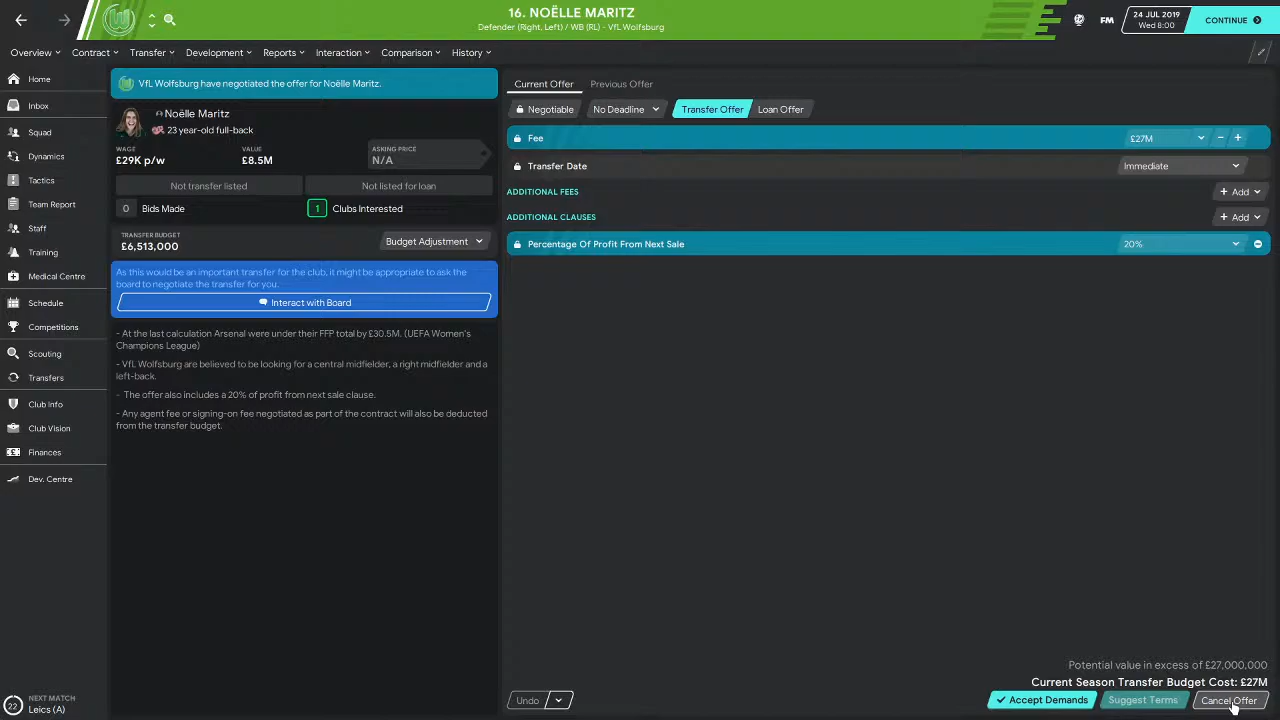 16. NOËLLE MARITZ
Defender (Right, Left) / WB (RL) - VfL Wolfsburg
FM
24 JUL 2019
Wed 8:00
CONTINUE
Overview
Contract
Transfer
Development
Reports
Interaction
Comparison
History
Home
Inbox
Squad
Dynamics
Tactics
Team Report
Staff
Training
Medical Centre
Schedule
Competitions
Scouting
Transfers
Club Info
Club Vision
Finances
Dev. Centre
22
NEXT MATCH
Leics (A)
VfL Wolfsburg have negotiated the offer for Noëlle Maritz.
Noëlle Maritz
23 year-old full-back
WAGE
£29K p/w
VALUE
£8.5M
ASKING PRICE
N/A
Not transfer listed
Not listed for loan
0 Bids Made
1 Clubs Interested
TRANSFER BUDGET
£6,513,000
Budget Adjustment
As this would be an important transfer for the club, it might be appropriate to ask the
board to negotiate the transfer for you.
Interact with Board
- At the last calculation Arsenal were under their FFP total by £30.5M. (UEFA Women's
Champions League)
- VfL Wolfsburg are believed to be looking for a central midfielder, a right midfielder and a
left-back.
- The offer also includes a 20% of profit from next sale clause.
- Any agent fee or signing-on fee negotiated as part of the contract will also be deducted
from the transfer budget.
Current Offer
Previous Offer
Negotiable
No Deadline
Transfer Offer
Loan Offer
Fee
£27M
Transfer Date
Immediate
ADDITIONAL FEES
+ Add
ADDITIONAL CLAUSES
+ Add
Percentage Of Profit From Next Sale
20%
Potential value in excess of £27,000,000
Current Season Transfer Budget Cost: £27M
Undo
Accept Demands
Suggest Terms
Cancel Offer